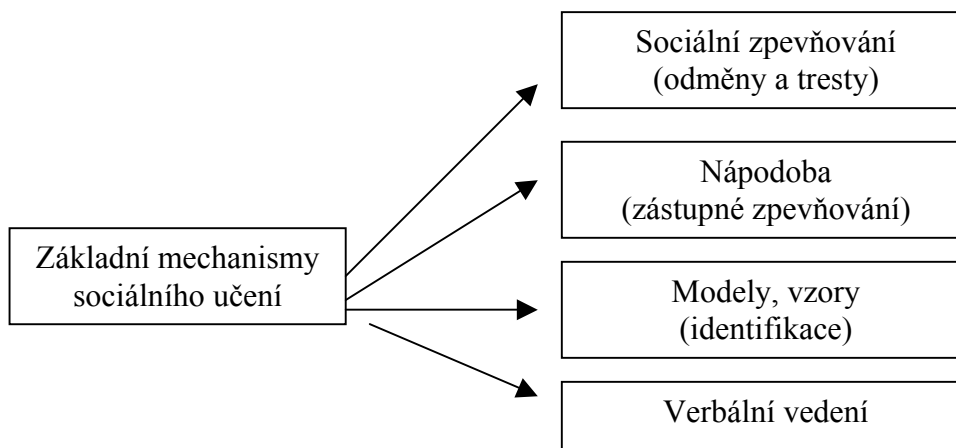 Sociální zpevňování
(odměny a tresty)
Nápodoba
(zástupné zpevňování)
Základní mechanismy
sociálního učení
Modely, vzory
(identifikace)
Verbální vedení